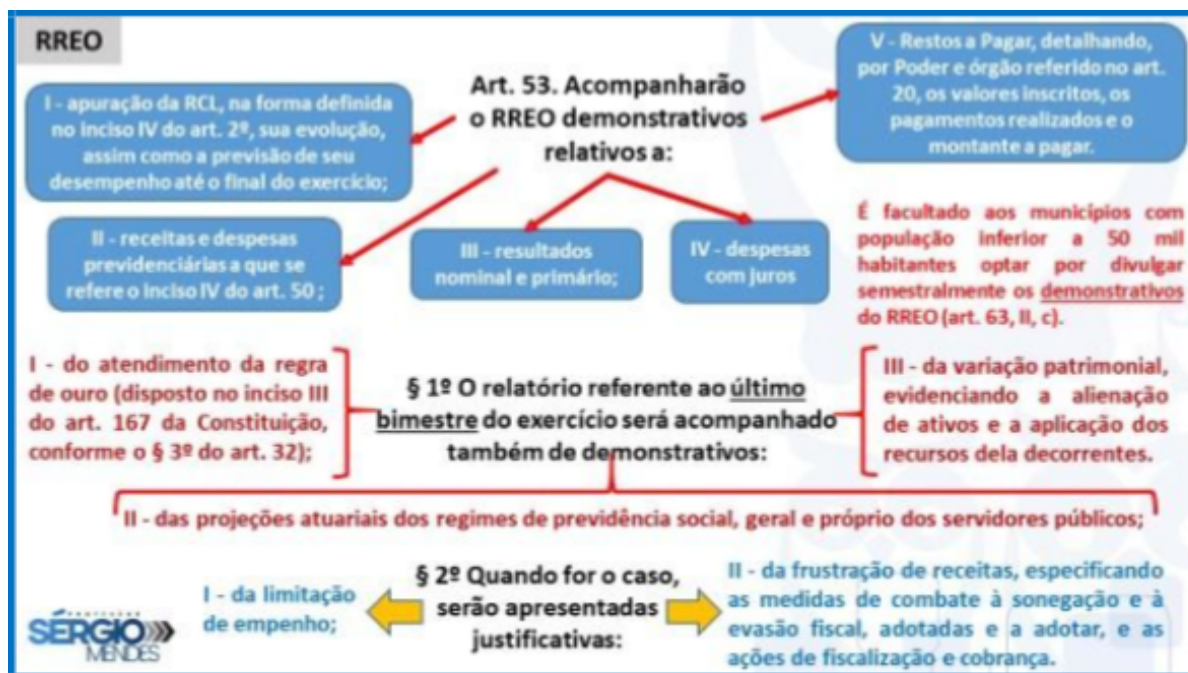 RREO
Art. 53. Acompanharão
o RREO demonstrativos
relativos a:
I - apuração da RCL, na forma definida
no inciso IV do art. 2º, sua evolução,
assim como a previsão de seu
desempenho até o final do exercício;
II - receitas e despesas
previdenciárias a que se
refere o inciso IV do art. 50 ;
III - resultados
nominal e primário;
IV - despesas
com juros
V - Restos a Pagar, detalhando,
por Poder e órgão referido no art.
20, os valores inscritos, os
pagamentos realizados e o
montante a pagar.
É facultado aos municípios com
população inferior a 50 mil
habitantes optar por divulgar
semestralmente os demonstrativos
do RREO (art. 63, II, c).
§ 1º O relatório referente ao último
bimestre do exercício será acompanhado
também de demonstrativos:
I - do atendimento da regra
de ouro (disposto no inciso III
do art. 167 da Constituição,
conforme o § 3º do art. 32);
II - das projeções atuariais dos regimes de previdência social, geral e próprio dos servidores públicos;
III - da variação patrimonial,
evidenciando a alienação
de ativos e a aplicação dos
recursos dela decorrentes.
§ 2º Quando for o caso,
serão apresentadas
justificativas:
I - da limitação
de empenho;
II - da frustração de receitas, especificando
as medidas de combate à sonegação e à
evasão fiscal, adotadas e a adotar, e as
ações de fiscalização e cobrança.
SÉRGIO
MENDES